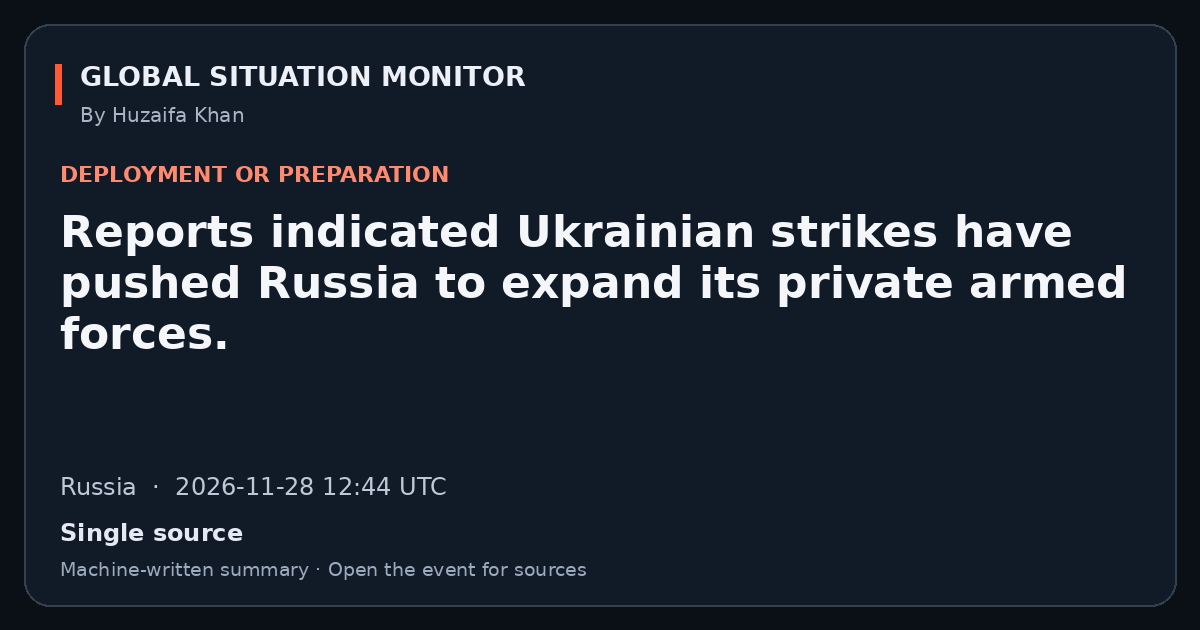 GLOBAL SITUATION MONITOR
By Huzaifa Khan
DEPLOYMENT OR PREPARATION
Reports indicated Ukrainian strikes have
pushed Russia to expand its private armed
forces.
Russia · 2026-11-28 12:44 UTC
Single source
Machine-written summary · Open the event for sources